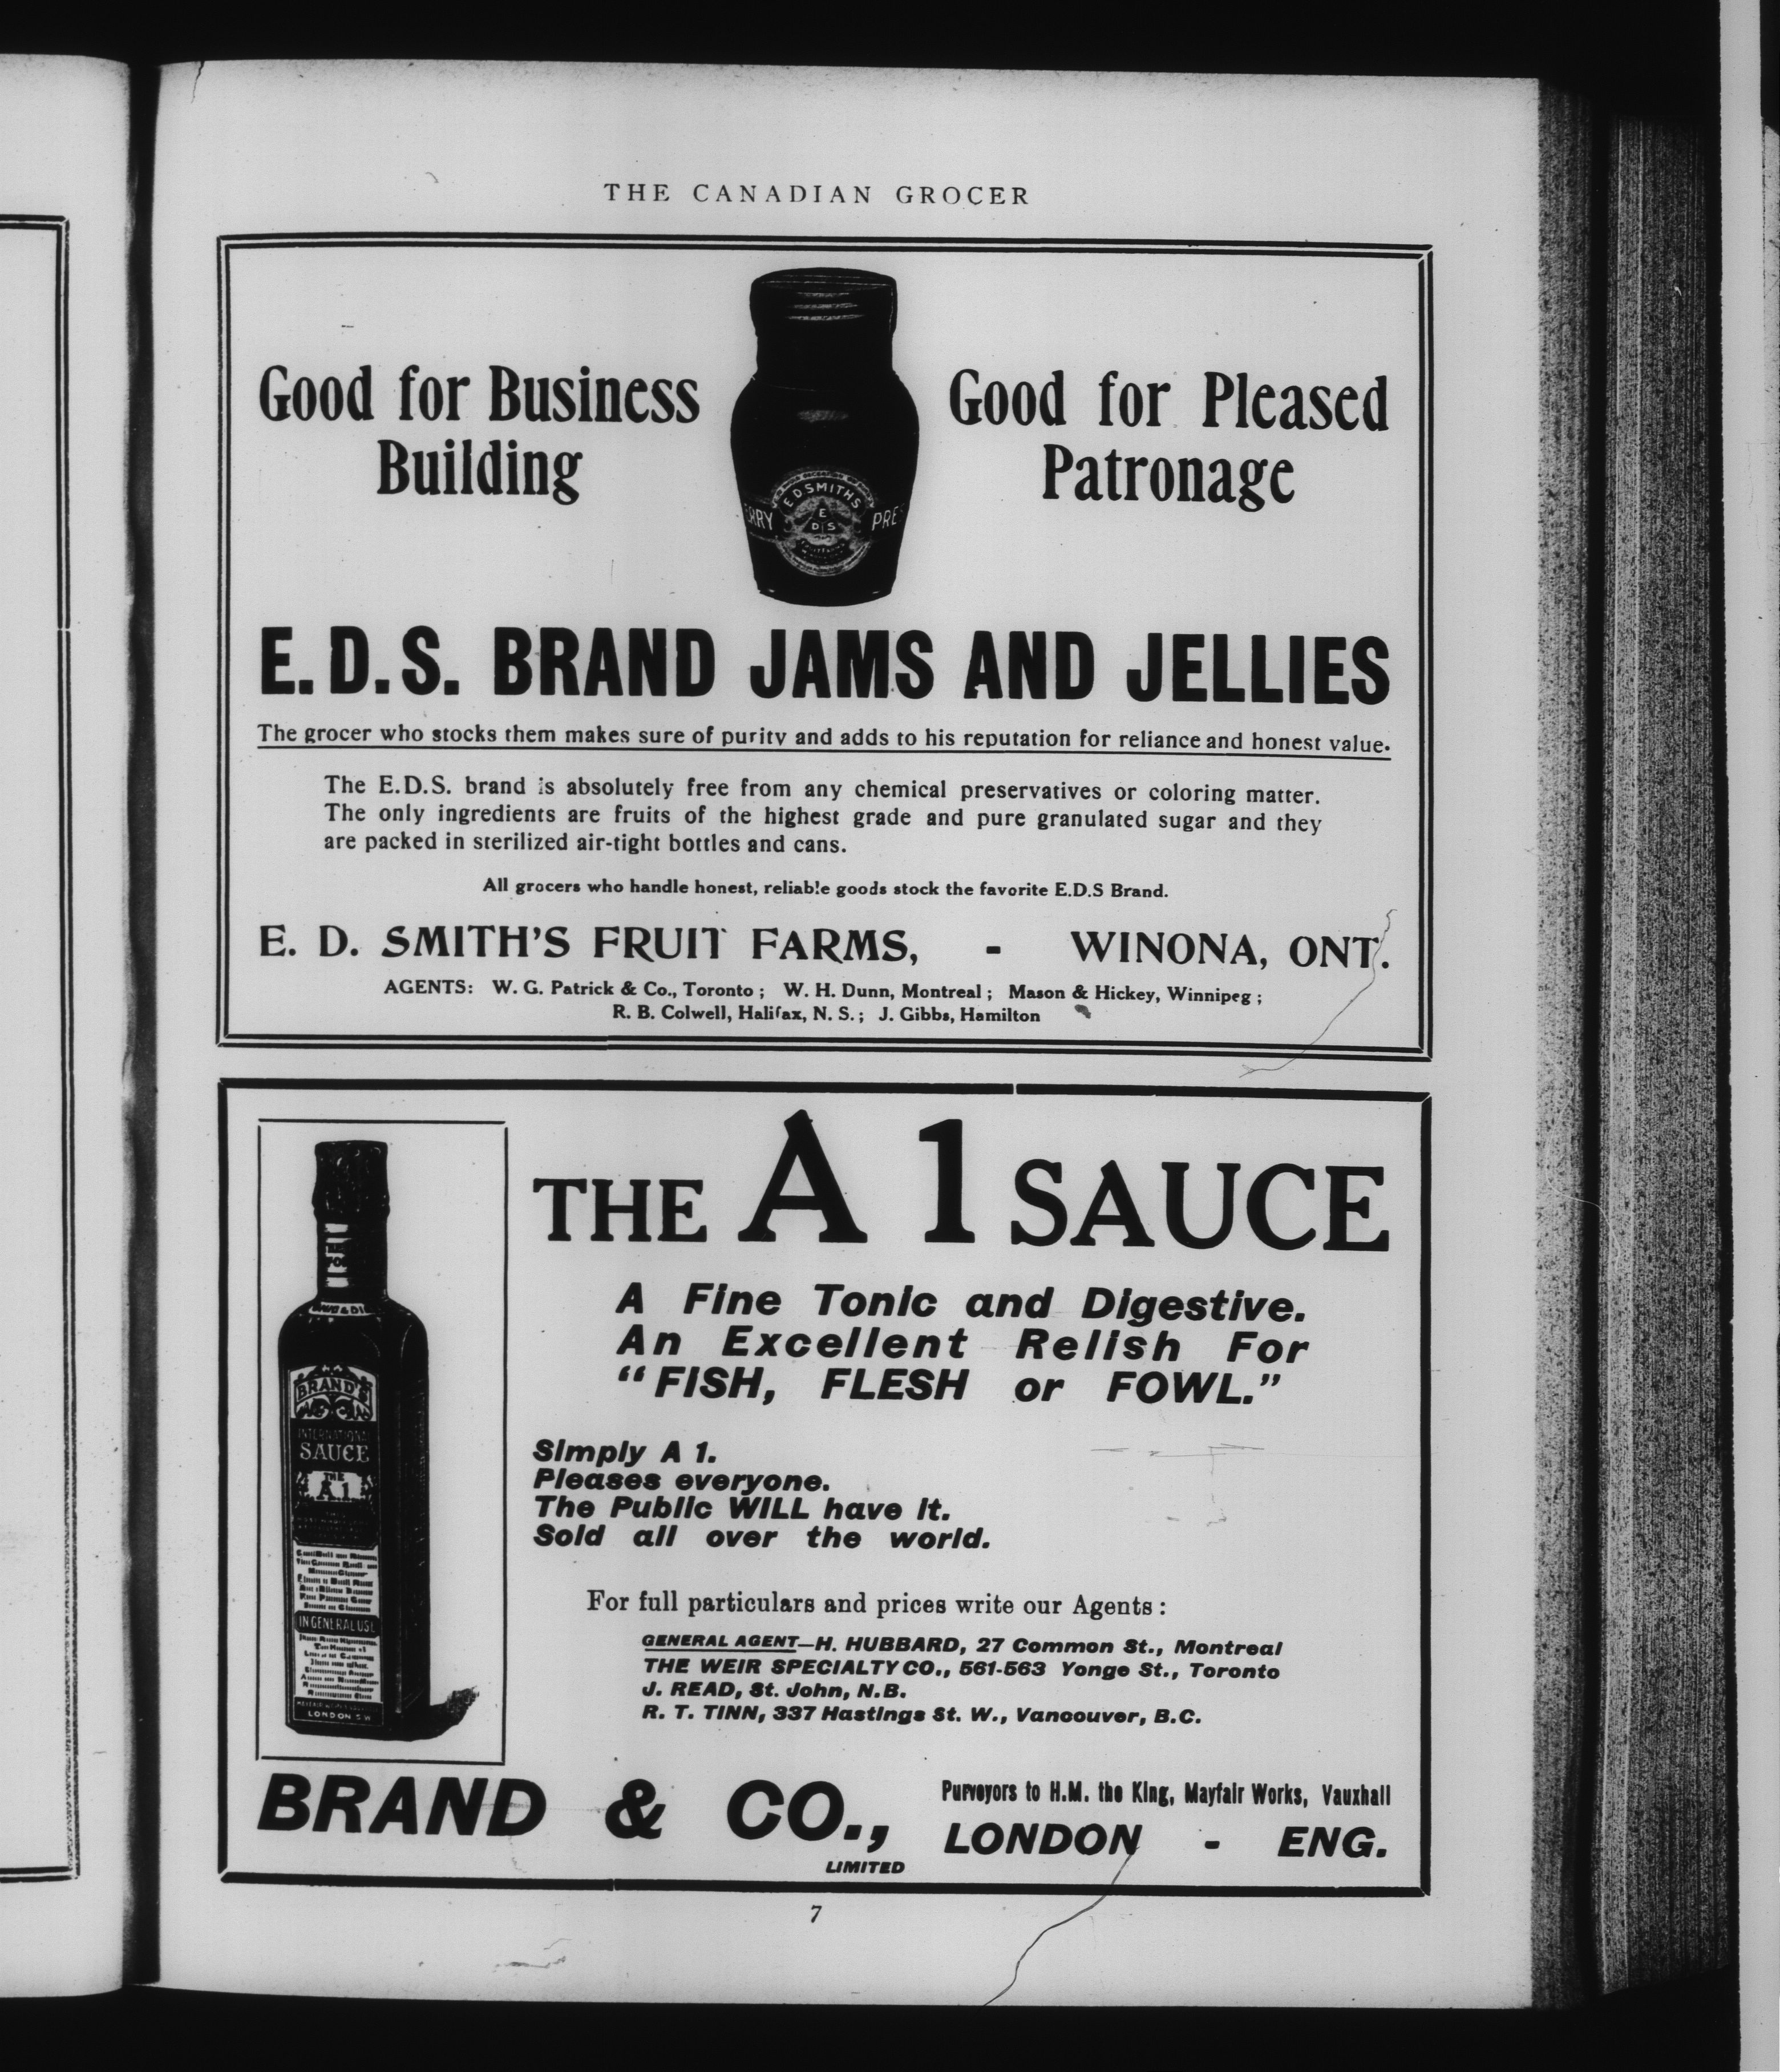 THE CANADIAN GROCER
Good for Business
Building
Good for Pleased
Patronage
E.D.SMITH'S
E
D S
RRY
PRE
E.D.S. BRAND JAMS AND JELLIES
The grocer who stocks them makes sure of purity and adds to his reputation for reliance and honest value.
The E.D.S. brand is absolutely free from any chemical preservatives or coloring matter.
The only ingredients are fruits of the highest grade and pure granulated sugar and they
are packed in sterilized air-tight bottles and cans.
All grocers who handle honest, reliable goods stock the favorite E.D.S Brand.
E. D. SMITH'S FRUIT FARMS, - WINONA, ONT.
AGENTS: W. G. Patrick & Co., Toronto; W. H. Dunn, Montreal; Mason & Hickey, Winnipeg;
R. B. Colwell, Halifax, N. S.; J. Gibbs, Hamilton
THE A 1 SAUCE
A Fine Tonic and Digestive.
An Excellent Relish For
"FISH, FLESH or FOWL."
Simply A 1.
Pleases everyone.
The Public WILL have it.
Sold all over the world.
For full particulars and prices write our Agents:
GENERAL AGENT—H. HUBBARD, 27 Common St., Montreal
THE WEIR SPECIALTY CO., 561-563 Yonge St., Toronto
J. READ, St. John, N.B.
R. T. TINN, 337 Hastings St. W., Vancouver, B.C.
BRAND'S
INTERNATIONAL
SAUCE
THE
A1
IN GENERAL USE
LONDON S W
BRAND & CO.,
LIMITED
Purveyors to H.M. the King, Mayfair Works, Vauxhall
LONDON - ENG.
7